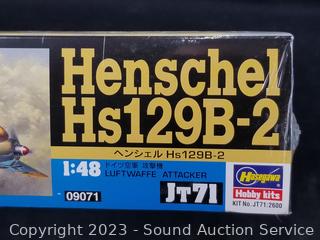 Henschel
Hs129B-2
ヘンシェル Hs129B-2
1:48
ドイツ空軍 攻撃機
LUFTWAFFE ATTACKER
09071
JT71
Hasegawa
Hobby kits
KIT No. JT71:2600
Copyright 2023 - Sound Auction Service